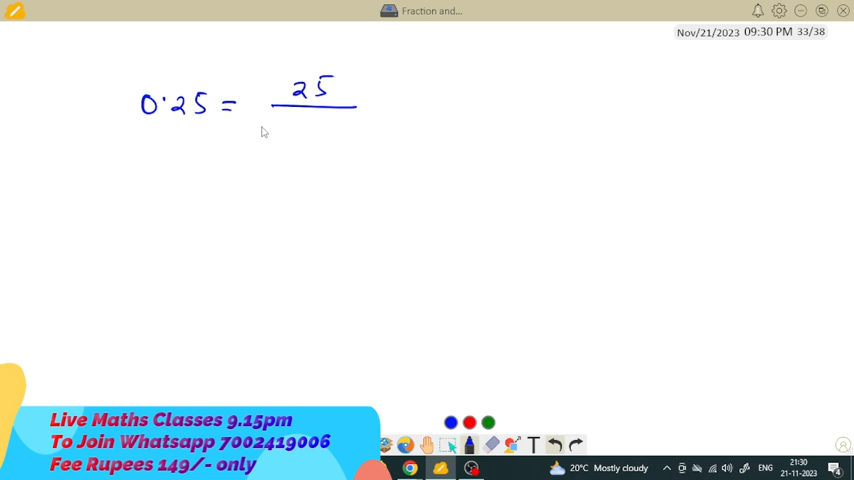 Fraction and...
Nov/21/2023 09:30 PM 33/38
0.25 = 25
Live Maths Classes 9.15pm
To Join Whatsapp 7002419006
Fee Rupees 149/- only
T
20°C Mostly cloudy
ENG
21:30
21-11-2023
4